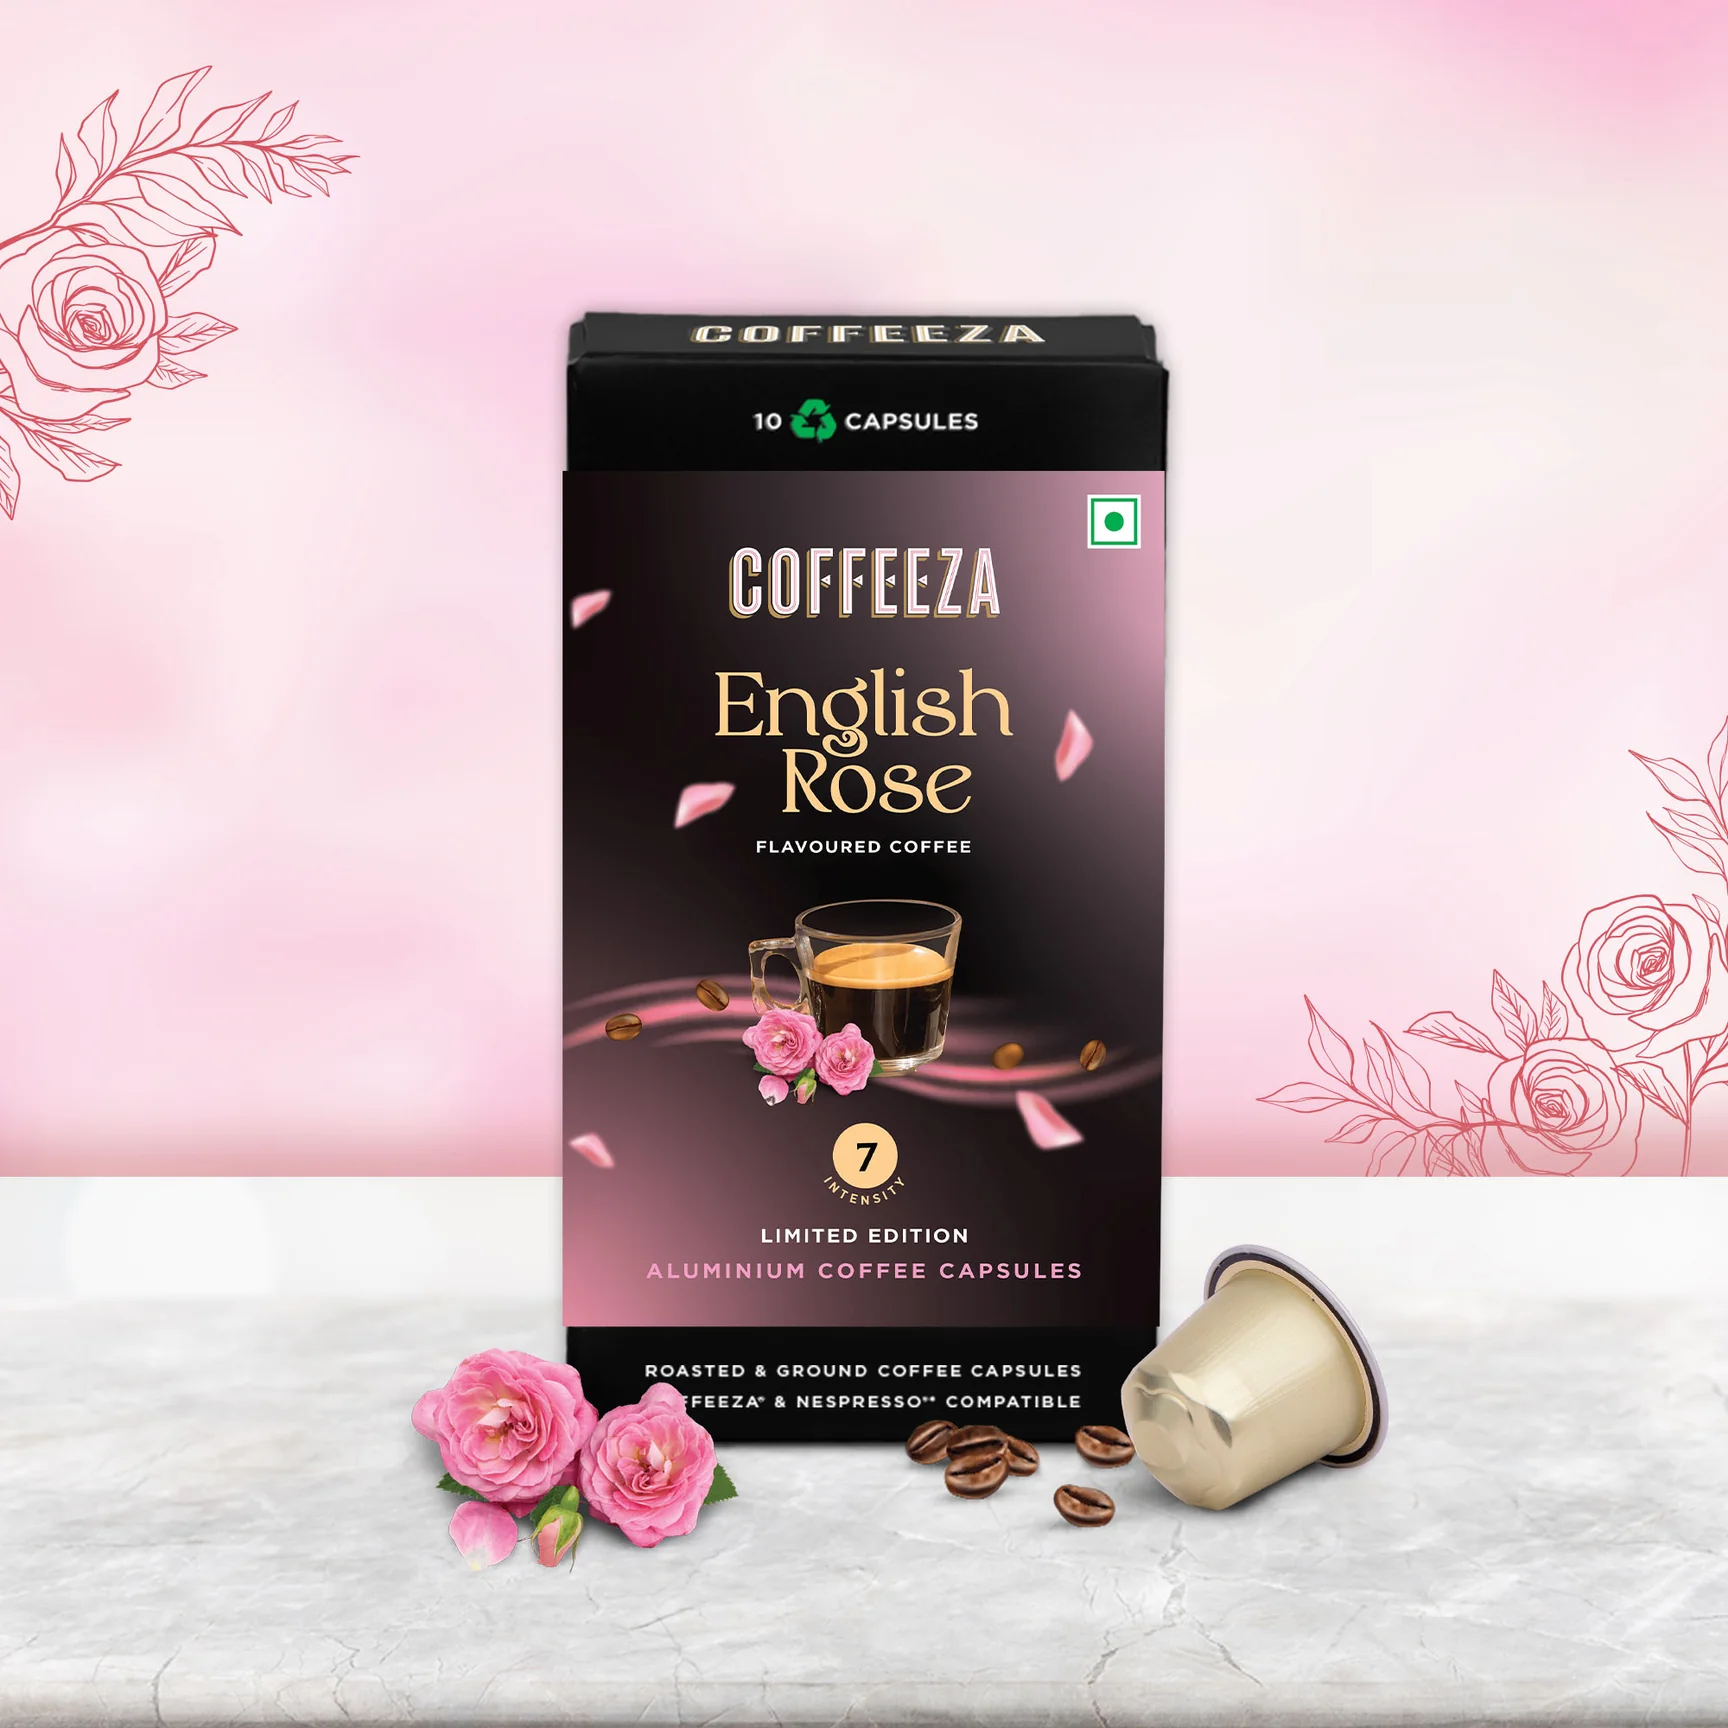 COFFEEZA
10 CAPSULES
COFFEEZA
English
Rose
FLAVOURED COFFEE
7
INTENSITY
LIMITED EDITION
ALUMINIUM COFFEE CAPSULES
ROASTED & GROUND COFFEE CAPSULES
& NESPRESSO** COMPATIBLE